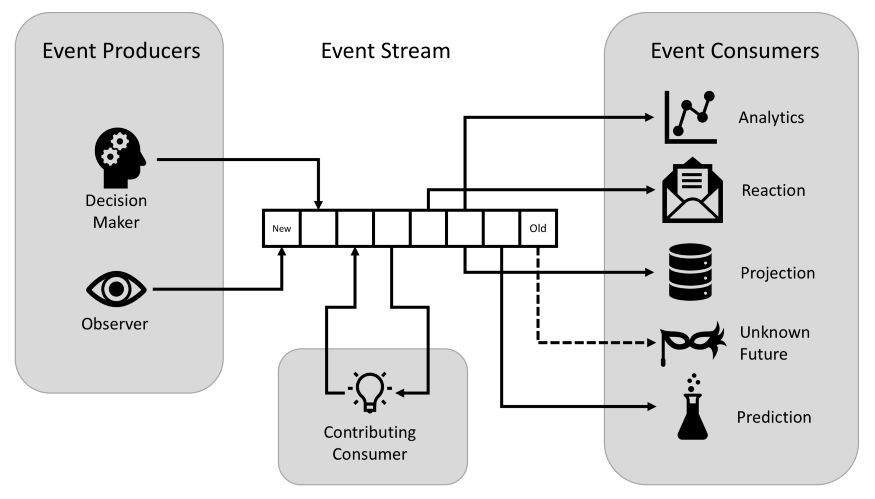 Event Producers
Event Stream
Event Consumers
Decision
Maker
Observer
New
Old
Contributing
Consumer
Analytics
Reaction
Projection
Unknown
Future
Prediction